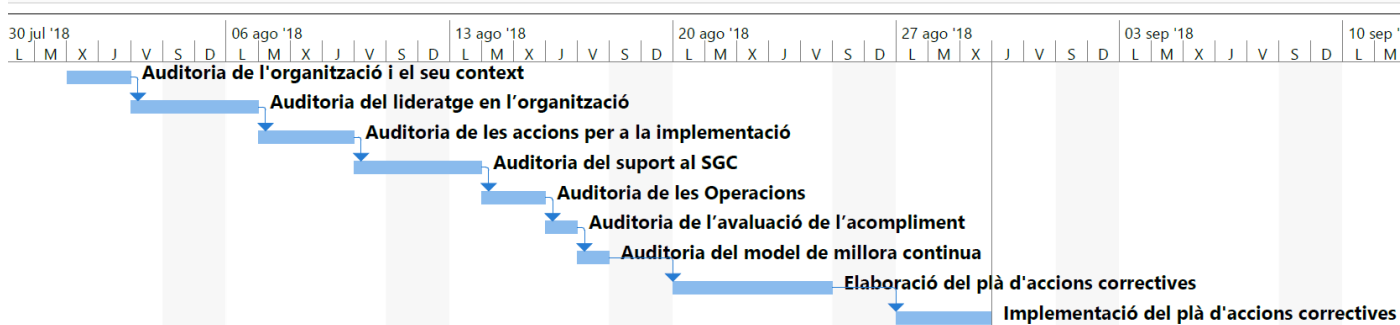 30 jul '18 06 ago '18 13 ago '18 20 ago '18 27 ago '18 03 sep '18 10 sep '
L M X J V S D L M X J V S D L M X J V S D L M X J V S D L M X J V S D L M X J V S D L M
Auditoria de l'organització i el seu context
Auditoria del lideratge en l’organització
Auditoria de les accions per a la implementació
Auditoria del suport al SGC
Auditoria de les Operacions
Auditoria de l’avaluació de l’acompliment
Auditoria del model de millora continua
Elaboració del plà d'accions correctives
Implementació del plà d'accions correctives